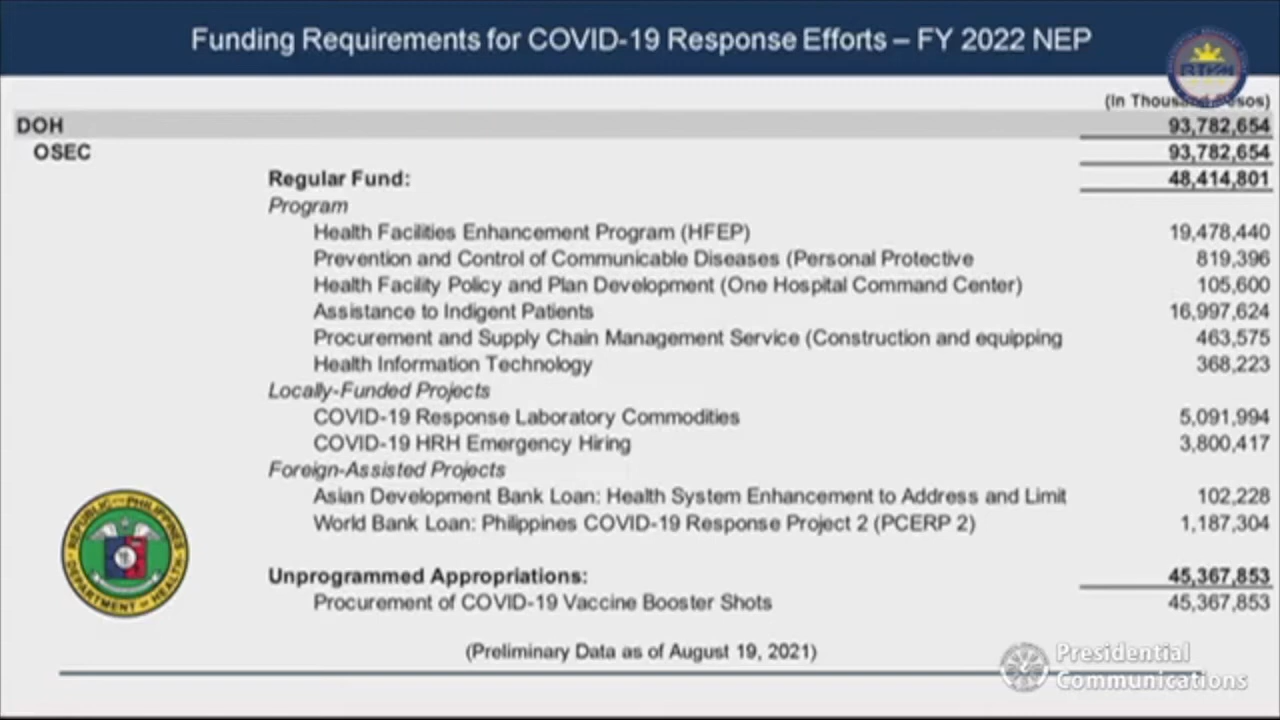 Funding Requirements for COVID-19 Response Efforts – FY 2022 NEP
RTVM
(In Thousand Pesos)
DOH 93,782,654
OSEC 93,782,654
Regular Fund: 48,414,801
Program
Health Facilities Enhancement Program (HFEP) 19,478,440
Prevention and Control of Communicable Diseases (Personal Protective 819,396
Health Facility Policy and Plan Development (One Hospital Command Center) 105,600
Assistance to Indigent Patients 16,997,624
Procurement and Supply Chain Management Service (Construction and equipping 463,575
Health Information Technology 368,223
Locally-Funded Projects
COVID-19 Response Laboratory Commodities 5,091,994
COVID-19 HRH Emergency Hiring 3,800,417
Foreign-Assisted Projects
Asian Development Bank Loan: Health System Enhancement to Address and Limit 102,228
World Bank Loan: Philippines COVID-19 Response Project 2 (PCERP 2) 1,187,304
Unprogrammed Appropriations: 45,367,853
Procurement of COVID-19 Vaccine Booster Shots 45,367,853
(Preliminary Data as of August 19, 2021)
REPUBLIC OF THE PHILIPPINES
DEPARTMENT OF HEALTH
Presidential
Communications